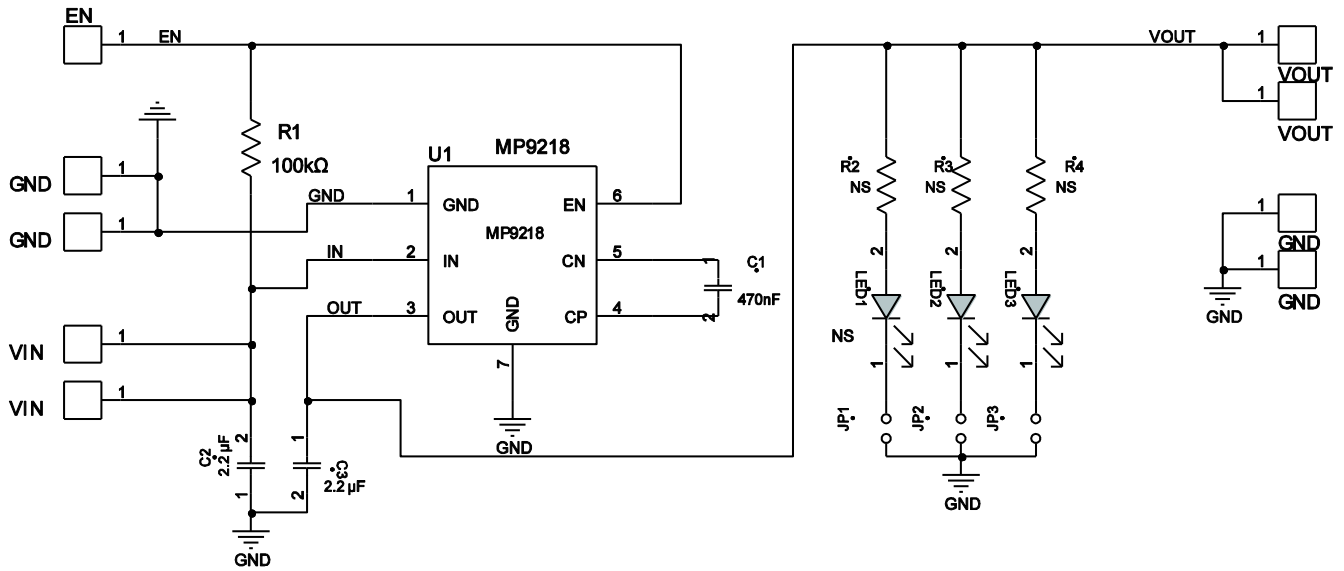 EN
1 EN
VOUT 1
VOUT
1
VOUT
R1
100kΩ
U1 MP9218
GND 1
GND 1
GND 1 GND
EN 6
MP9218
IN 2 IN
CN 5
OUT 3 OUT
CP 4
GND
7
GND
1
C1
470nF
2
VIN 1
VIN 1
C2
2.2 µF
2
1
1
C3
2.2 µF
2
GND
R2
NS
R3
NS
R4
NS
2
2
2
LED1
LED2
LED3
NS
1
1
1
JP1
JP2
JP3
GND
1
GND
1
GND
GND